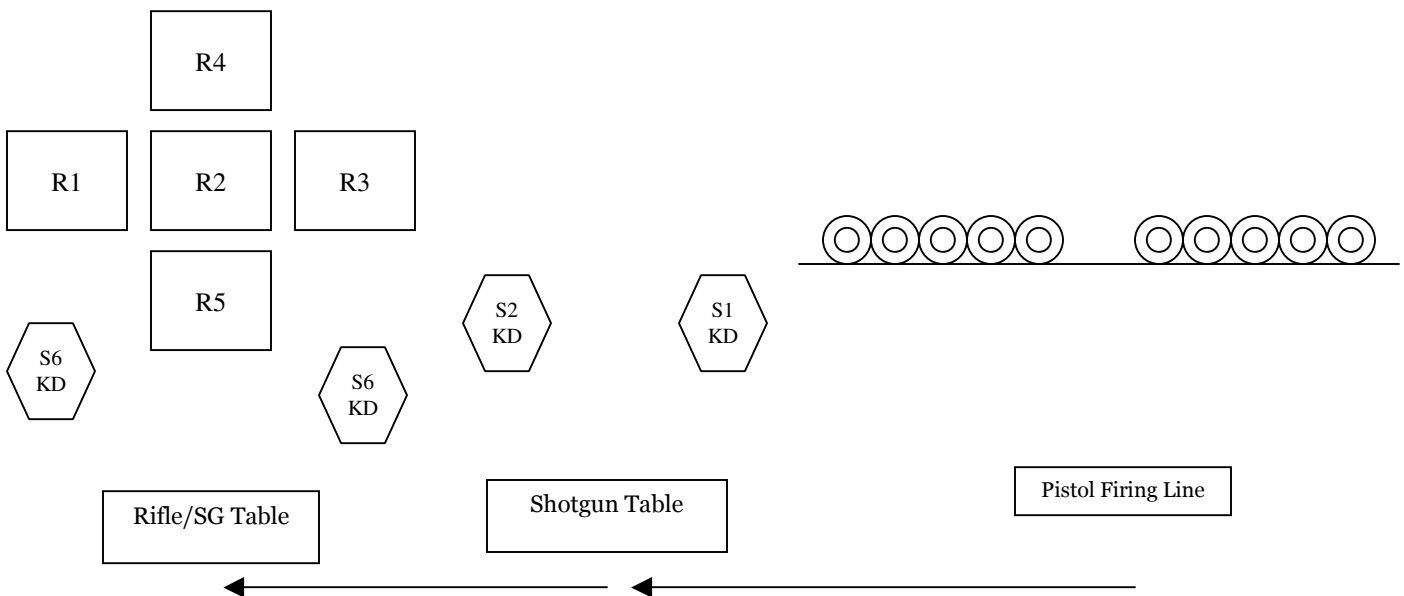 R4
R1
R2
R3
R5
S2
KD
S1
KD
S6
KD
S6
KD
Rifle/SG Table
Shotgun Table
Pistol Firing Line